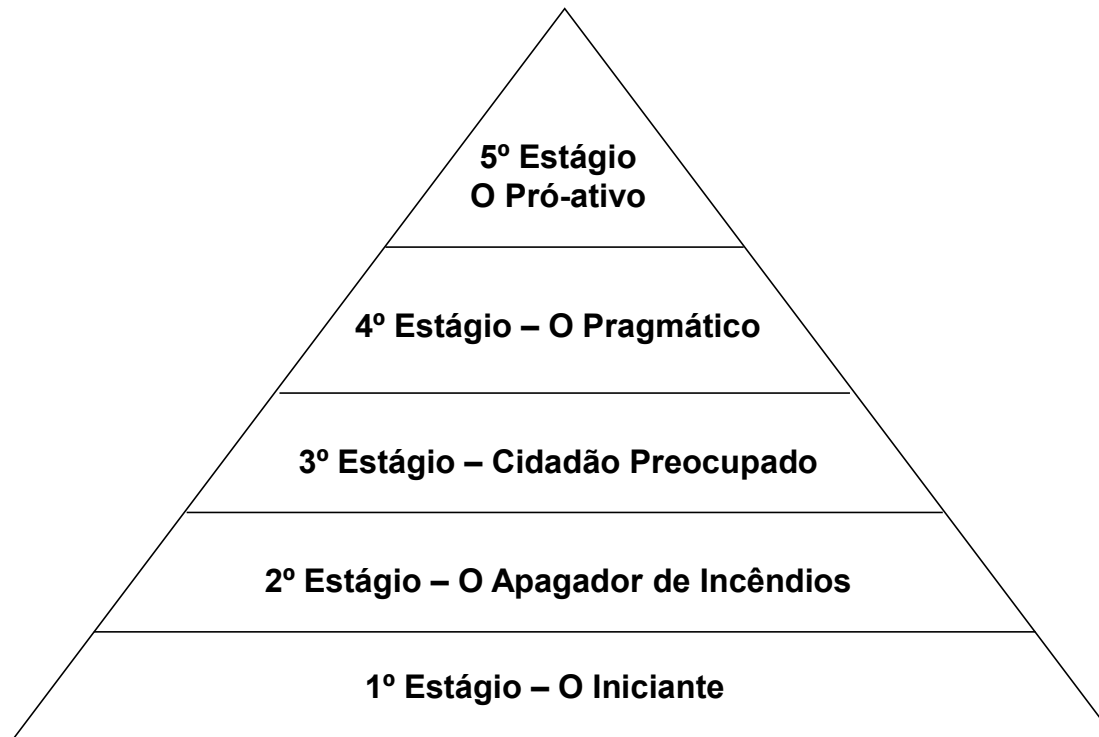 5º Estágio
O Pró-ativo
4º Estágio – O Pragmático
3º Estágio – Cidadão Preocupado
2º Estágio – O Apagador de Incêndios
1º Estágio – O Iniciante